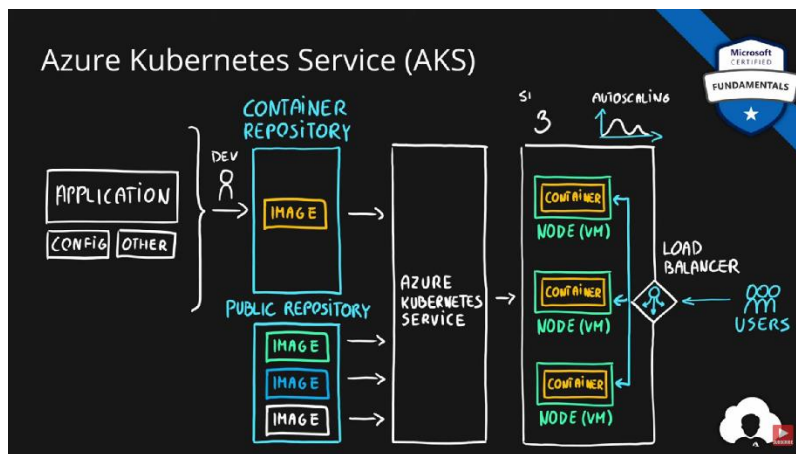 Azure Kubernetes Service (AKS)
Microsoft
CERTIFIED
FUNDAMENTALS
CONTAINER
REPOSITORY
DEV
APPLICATION
CONFIG
OTHER
IMAGE
PUBLIC REPOSITORY
IMAGE
IMAGE
IMAGE
AZURE
KUBERNETES
SERVICE
3
AUTOSCALING
CONTAINER
NODE (VM)
CONTAINER
NODE (VM)
CONTAINER
NODE (VM)
LOAD
BALANCER
USERS